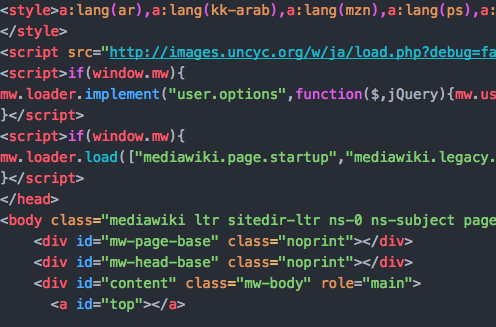 <style>a:lang(ar),a:lang(kk-arab),a:lang(mzn),a:lang(ps),a:
</style>
<script src="http://images.uncyc.org/w/ja/load.php?debug=fa
<script>if(window.mw){
mw.loader.implement("user.options",function($,jQuery){mw.us
}</script>
<script>if(window.mw){
mw.loader.load(["mediawiki.page.startup","mediawiki.legacy.
}</script>
</head>
<body class="mediawiki ltr sitedir-ltr ns-0 ns-subject page
<div id="mw-page-base" class="noprint"></div>
<div id="mw-head-base" class="noprint"></div>
<div id="content" class="mw-body" role="main">
<a id="top"></a>